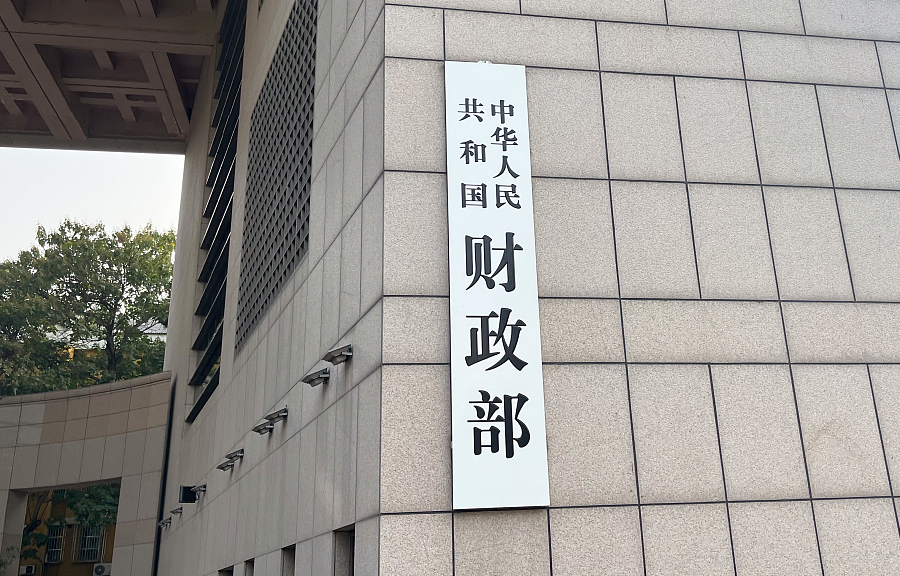 中华人民
共和国
财政部